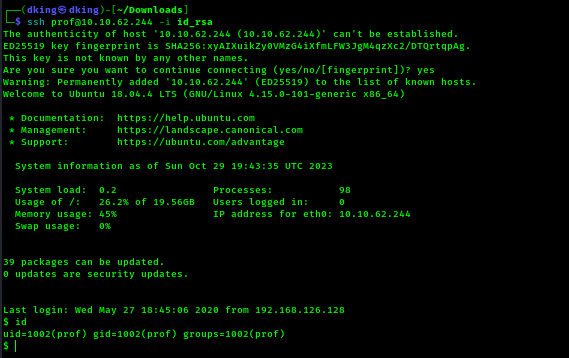 ┌──(dking㉿dking)-[~/Downloads]
└─$ ssh prof@10.10.62.244 -i id_rsa
The authenticity of host '10.10.62.244 (10.10.62.244)' can't be established.
ED25519 key fingerprint is SHA256:xyAIXuikZy0VMzG4iXfmLFW3JgM4qzXc2/DTQrtqpAg.
This key is not known by any other names.
Are you sure you want to continue connecting (yes/no/[fingerprint])? yes
Warning: Permanently added '10.10.62.244' (ED25519) to the list of known hosts.
Welcome to Ubuntu 18.04.4 LTS (GNU/Linux 4.15.0-101-generic x86_64)
* Documentation:  https://help.ubuntu.com
* Management:     https://landscape.canonical.com
* Support:        https://ubuntu.com/advantage
System information as of Sun Oct 29 19:43:35 UTC 2023
System load:  0.2                Processes:           98
Usage of /:   26.2% of 19.56GB   Users logged in:     0
Memory usage: 45%                IP address for eth0: 10.10.62.244
Swap usage:   0%
39 packages can be updated.
0 updates are security updates.
Last login: Wed May 27 18:45:06 2020 from 192.168.126.128
$ id
uid=1002(prof) gid=1002(prof) groups=1002(prof)
$